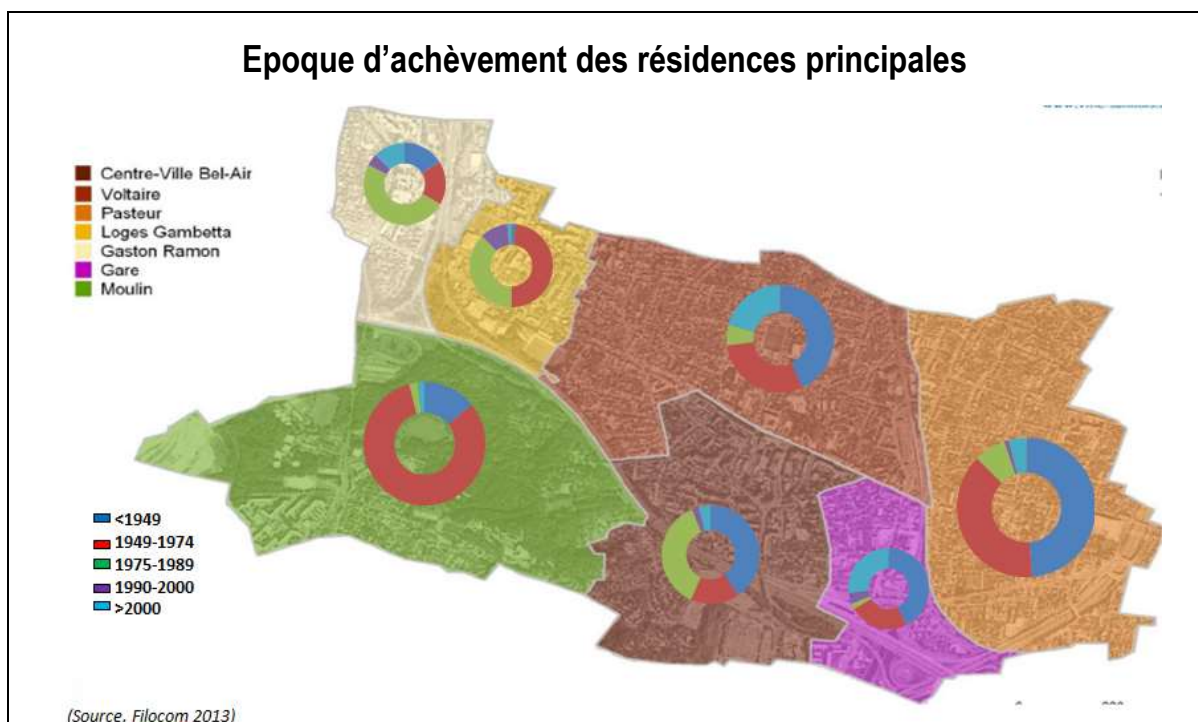 Epoque d’achèvement des résidences principales
Centre-Ville Bel-Air
Voltaire
Pasteur
Loges Gambetta
Gaston Ramon
Gare
Moulin
<1949
1949-1974
1975-1989
1990-2000
>2000
(Source. Filocom 2013)